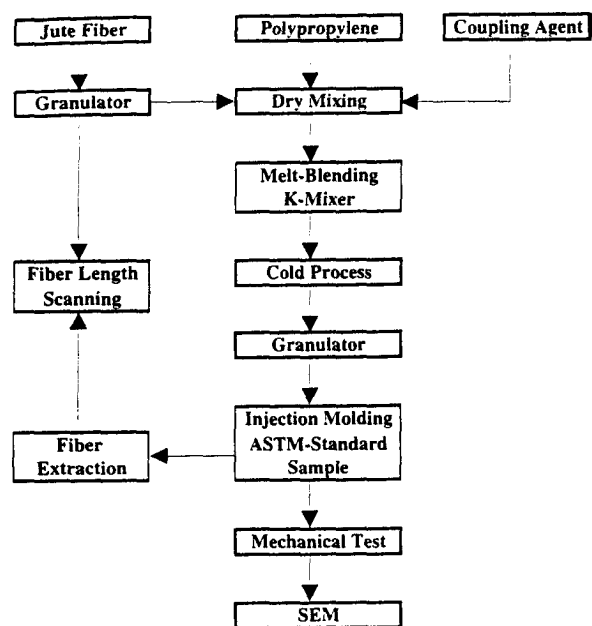 Jute Fiber
Polypropylene
Coupling Agent
Granulator
Dry Mixing
Melt-Blending
K-Mixer
Fiber Length
Scanning
Cold Process
Granulator
Injection Molding
ASTM-Standard
Sample
Fiber
Extraction
Mechanical Test
SEM